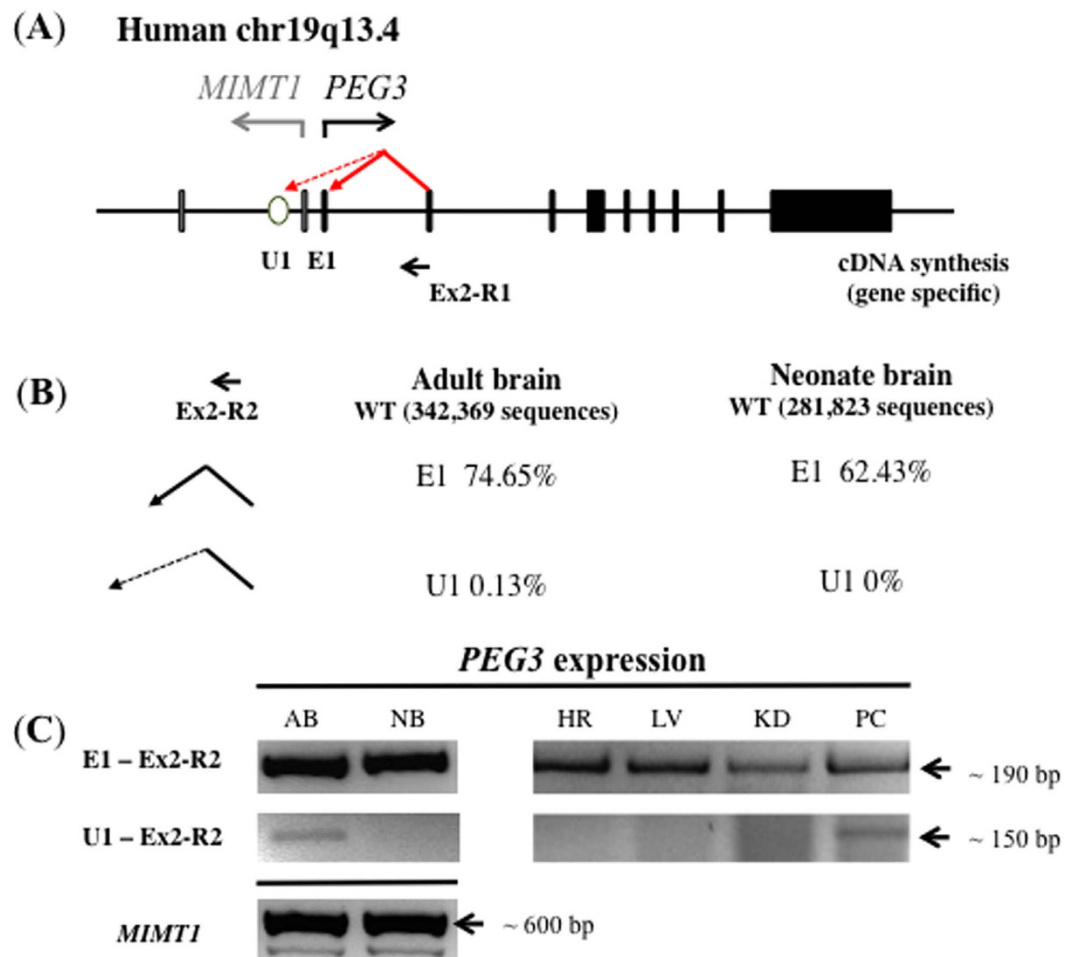 (A) Human chr19q13.4
MIMT1 PEG3
U1 E1
Ex2-R1
cDNA synthesis
(gene specific)
(B)
Ex2-R2
Adult brain
WT (342,369 sequences)
Neonate brain
WT (281,823 sequences)
E1 74.65% E1 62.43%
U1 0.13% U1 0%
PEG3 expression
(C)
AB NB HR LV KD PC
E1 – Ex2-R2 ~ 190 bp
U1 – Ex2-R2 ~ 150 bp
MIMT1 ~ 600 bp